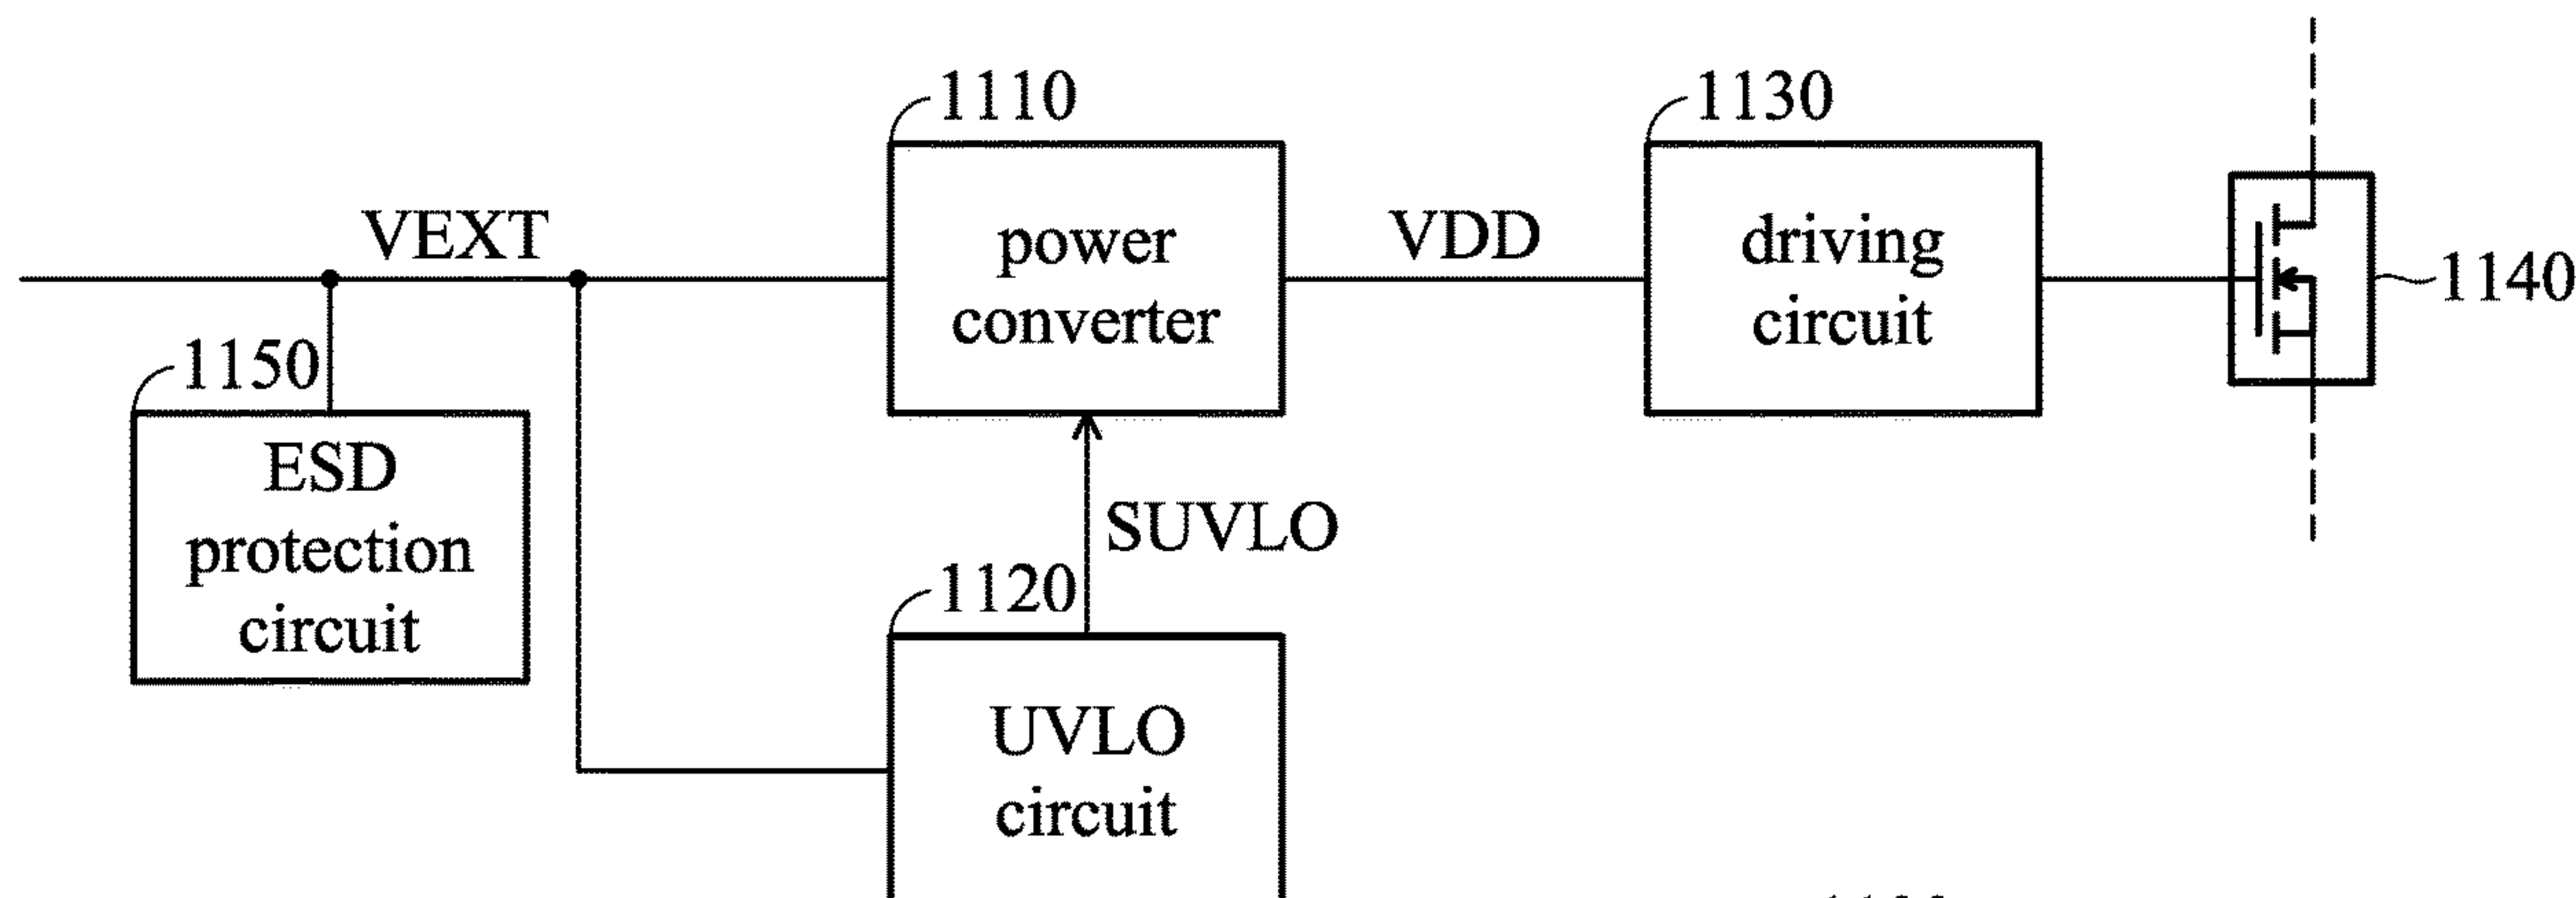 1110
power
converter
1130
driving
circuit
VEXT
VDD
1140
1150
ESD
protection
circuit
SUVLO
1120
UVLO
circuit